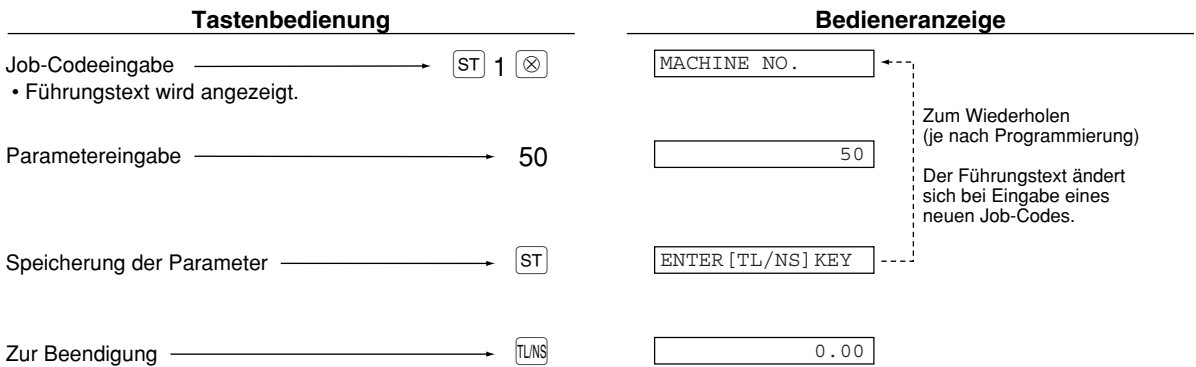 Tastenbedienung Bedieneranzeige
Job-Codeeingabe ST 1 ⊗ MACHINE NO.
• Führungstext wird angezeigt.
Zum Wiederholen
(je nach Programmierung)
Parametereingabe 50 50
Der Führungstext ändert
sich bei Eingabe eines
neuen Job-Codes.
Speicherung der Parameter ST ENTER[TL/NS]KEY
Zur Beendigung TL/NS 0.00